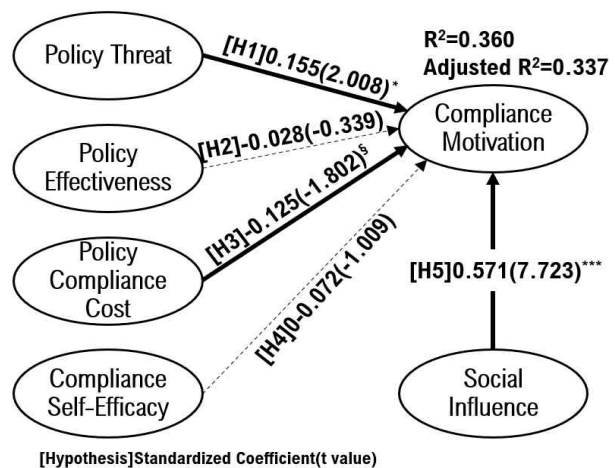 Policy Threat
[H1]0.155(2.008)*
R²=0.360
Adjusted R²=0.337
Compliance
Motivation
Policy
Effectiveness
[H2]-0.028(-0.339)
Policy
Compliance
Cost
[H3]-0.125(-1.802)§
[H4]0-0.072(-1.009)
[H5]0.571(7.723)***
Compliance
Self-Efficacy
Social
Influence
[Hypothesis]Standardized Coefficient(t value)